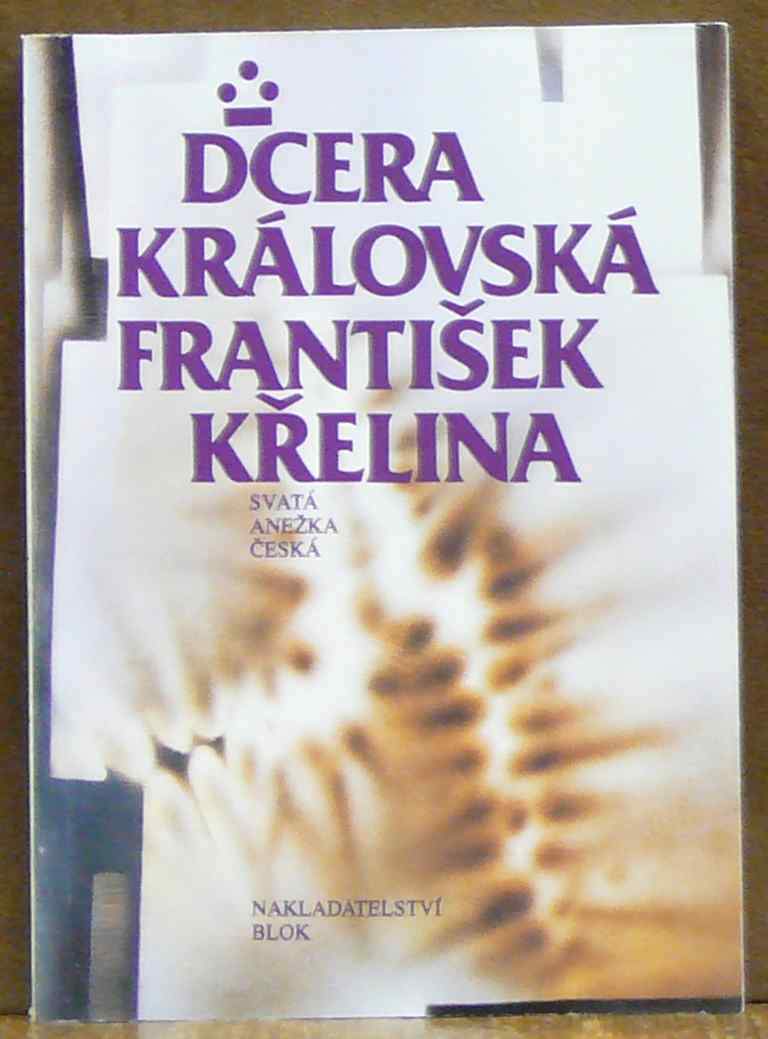 DCERA
KRÁLOVSKÁ
FRANTIŠEK
KŘELINA
SVATÁ
ANEŽKA
ČESKÁ
NAKLADATELSTVÍ
BLOK